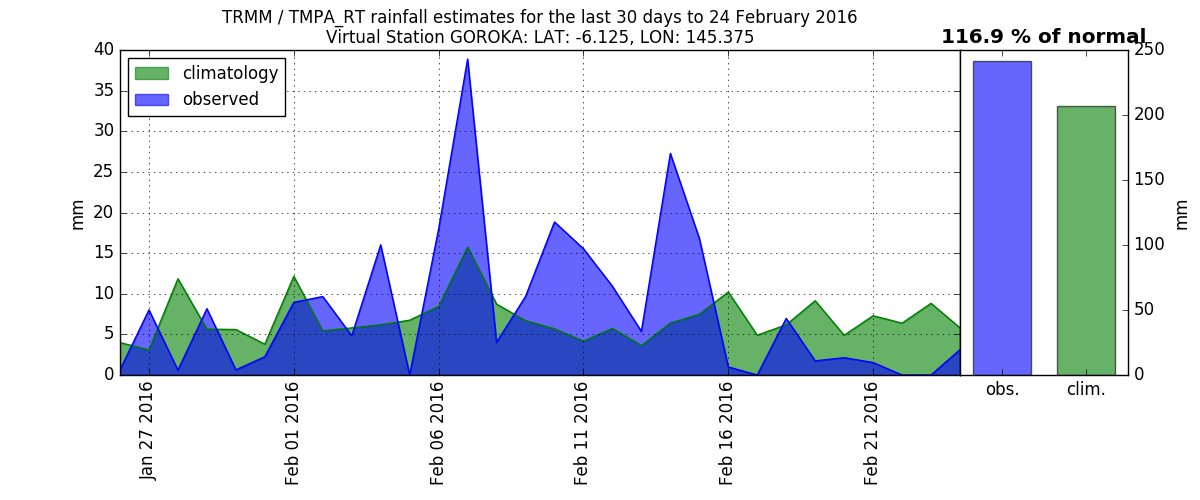 TRMM / TMPA_RT rainfall estimates for the last 30 days to 24 February 2016
Virtual Station GOROKA: LAT: -6.125, LON: 145.375
116.9 % of normal
climatology
observed
40
35
30
25
20
15
10
5
0
mm
Jan 27 2016
Feb 01 2016
Feb 06 2016
Feb 11 2016
Feb 16 2016
Feb 21 2016
250
200
150
100
50
0
mm
obs.
clim.